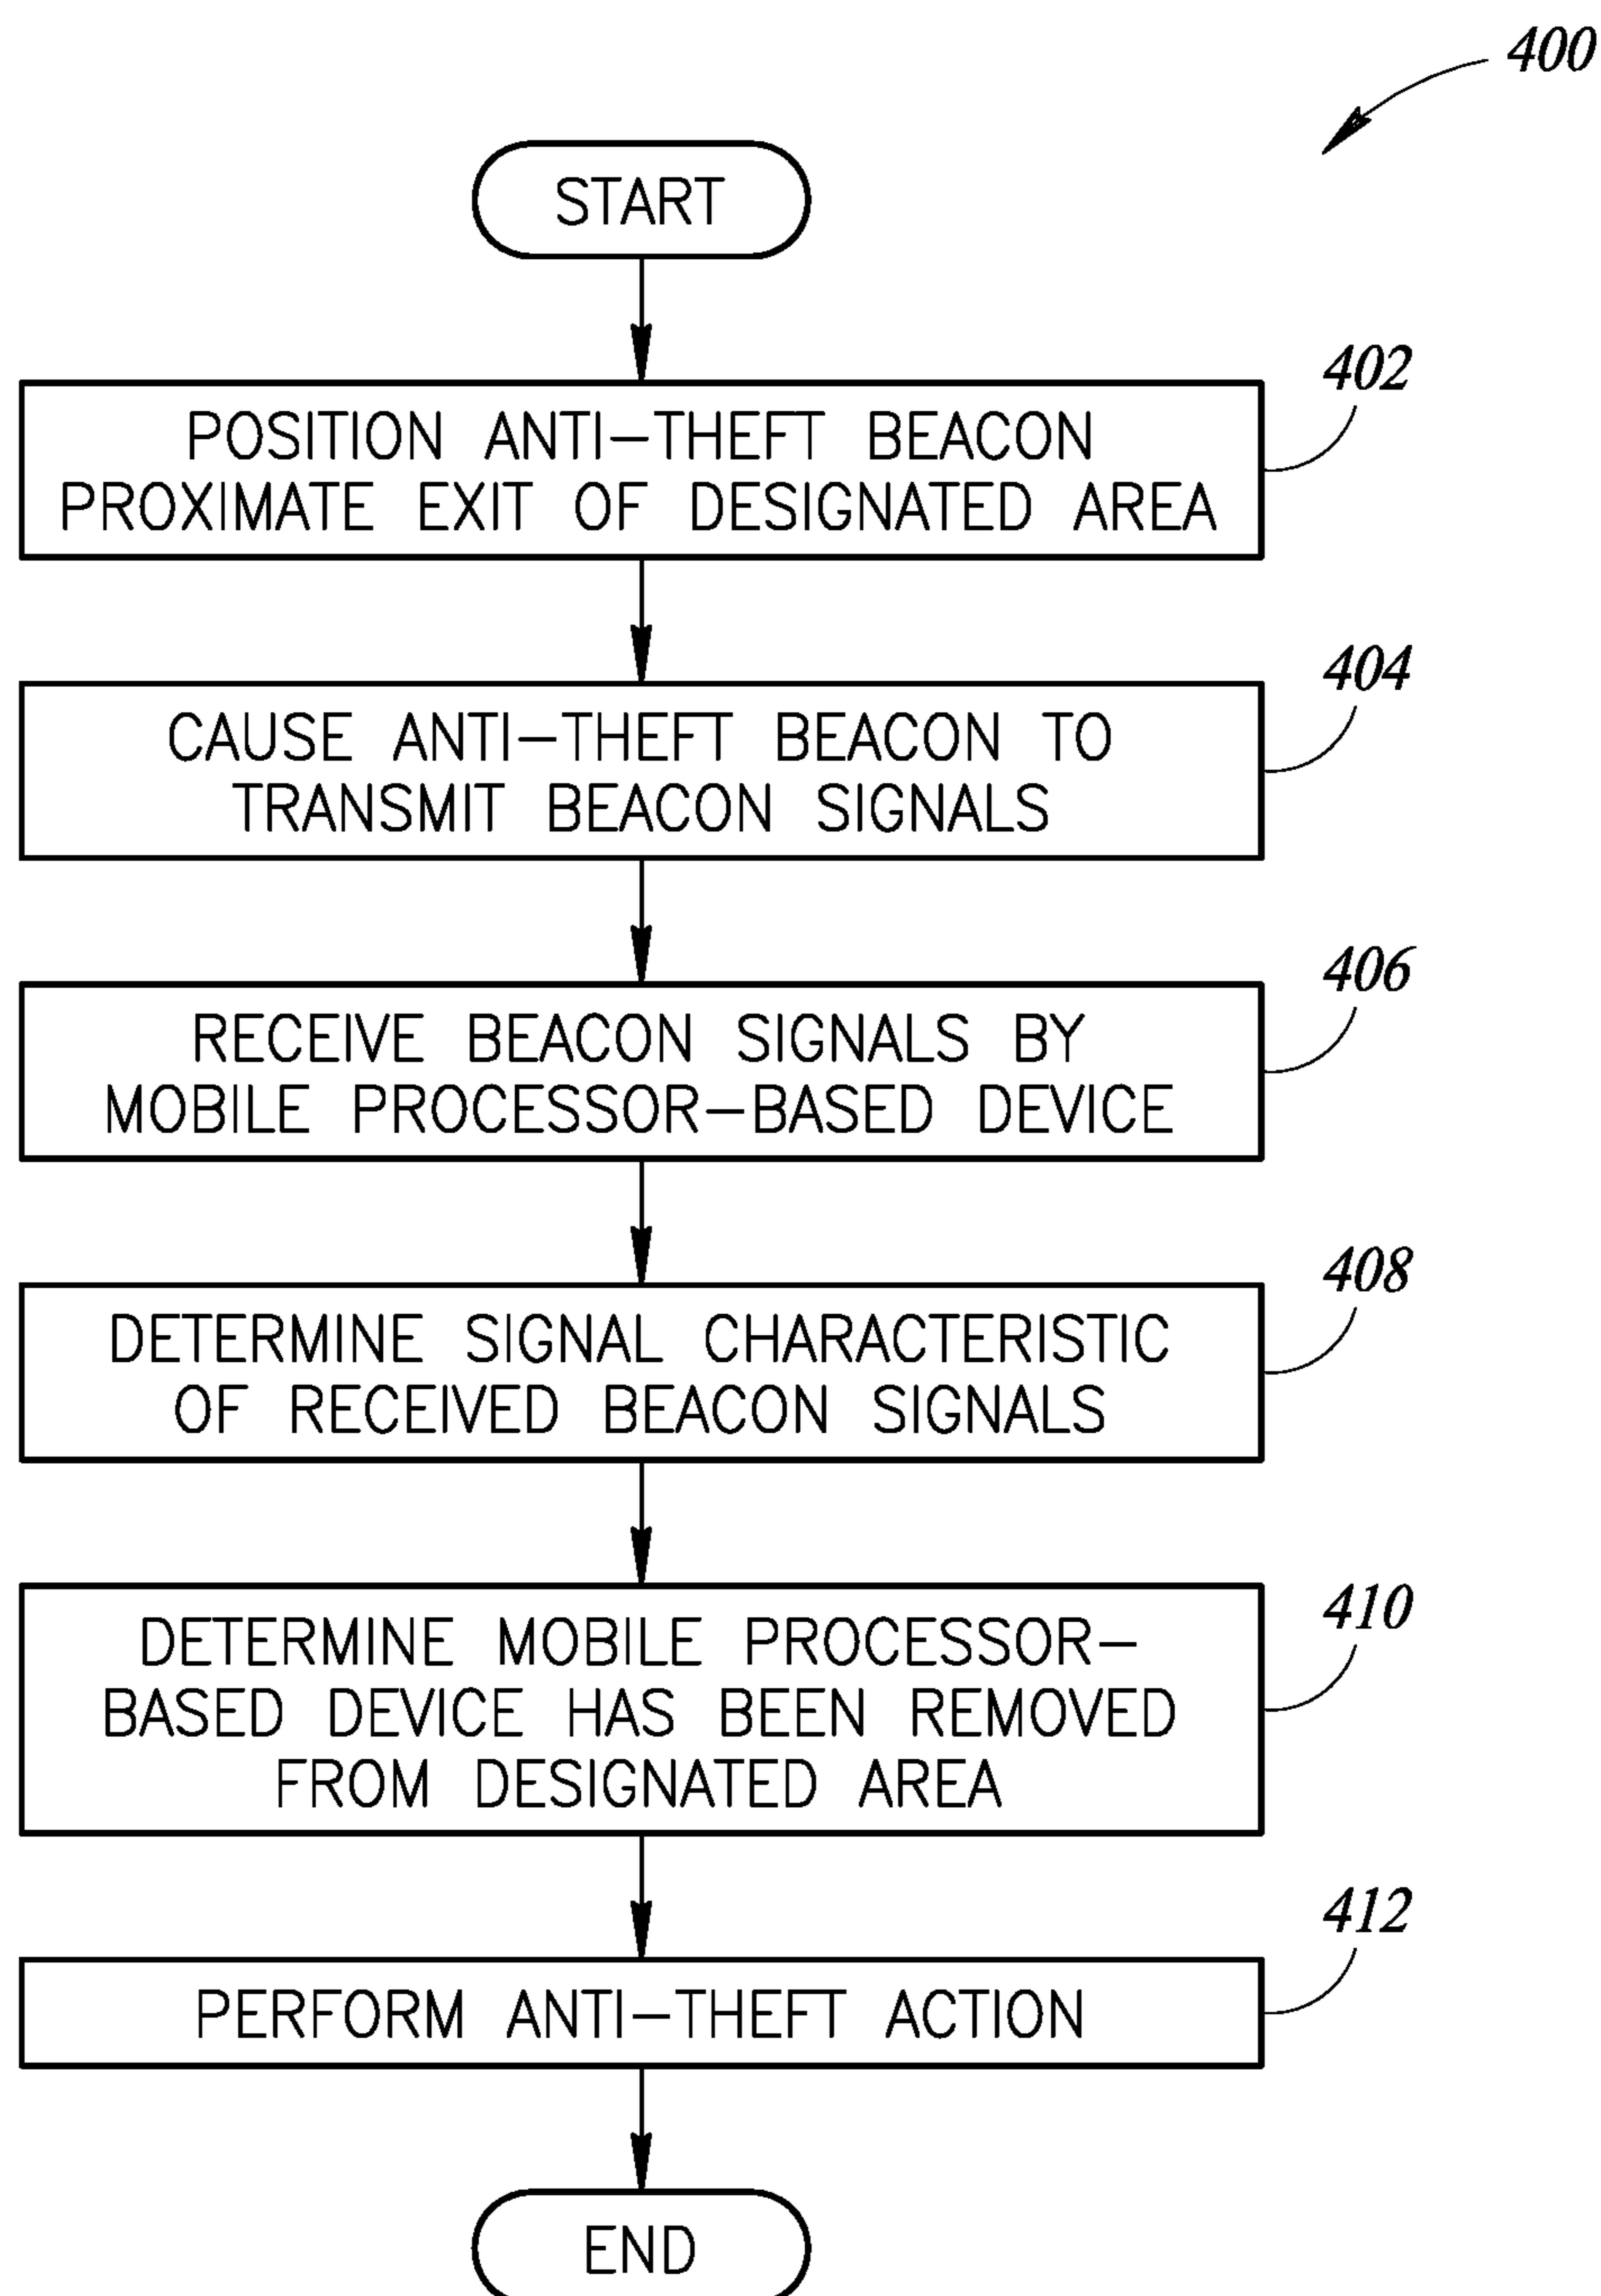 400
START
402
POSITION ANTI-THEFT BEACON
PROXIMATE EXIT OF DESIGNATED AREA
404
CAUSE ANTI-THEFT BEACON TO
TRANSMIT BEACON SIGNALS
406
RECEIVE BEACON SIGNALS BY
MOBILE PROCESSOR-BASED DEVICE
408
DETERMINE SIGNAL CHARACTERISTIC
OF RECEIVED BEACON SIGNALS
410
DETERMINE MOBILE PROCESSOR-
BASED DEVICE HAS BEEN REMOVED
FROM DESIGNATED AREA
412
PERFORM ANTI-THEFT ACTION
END